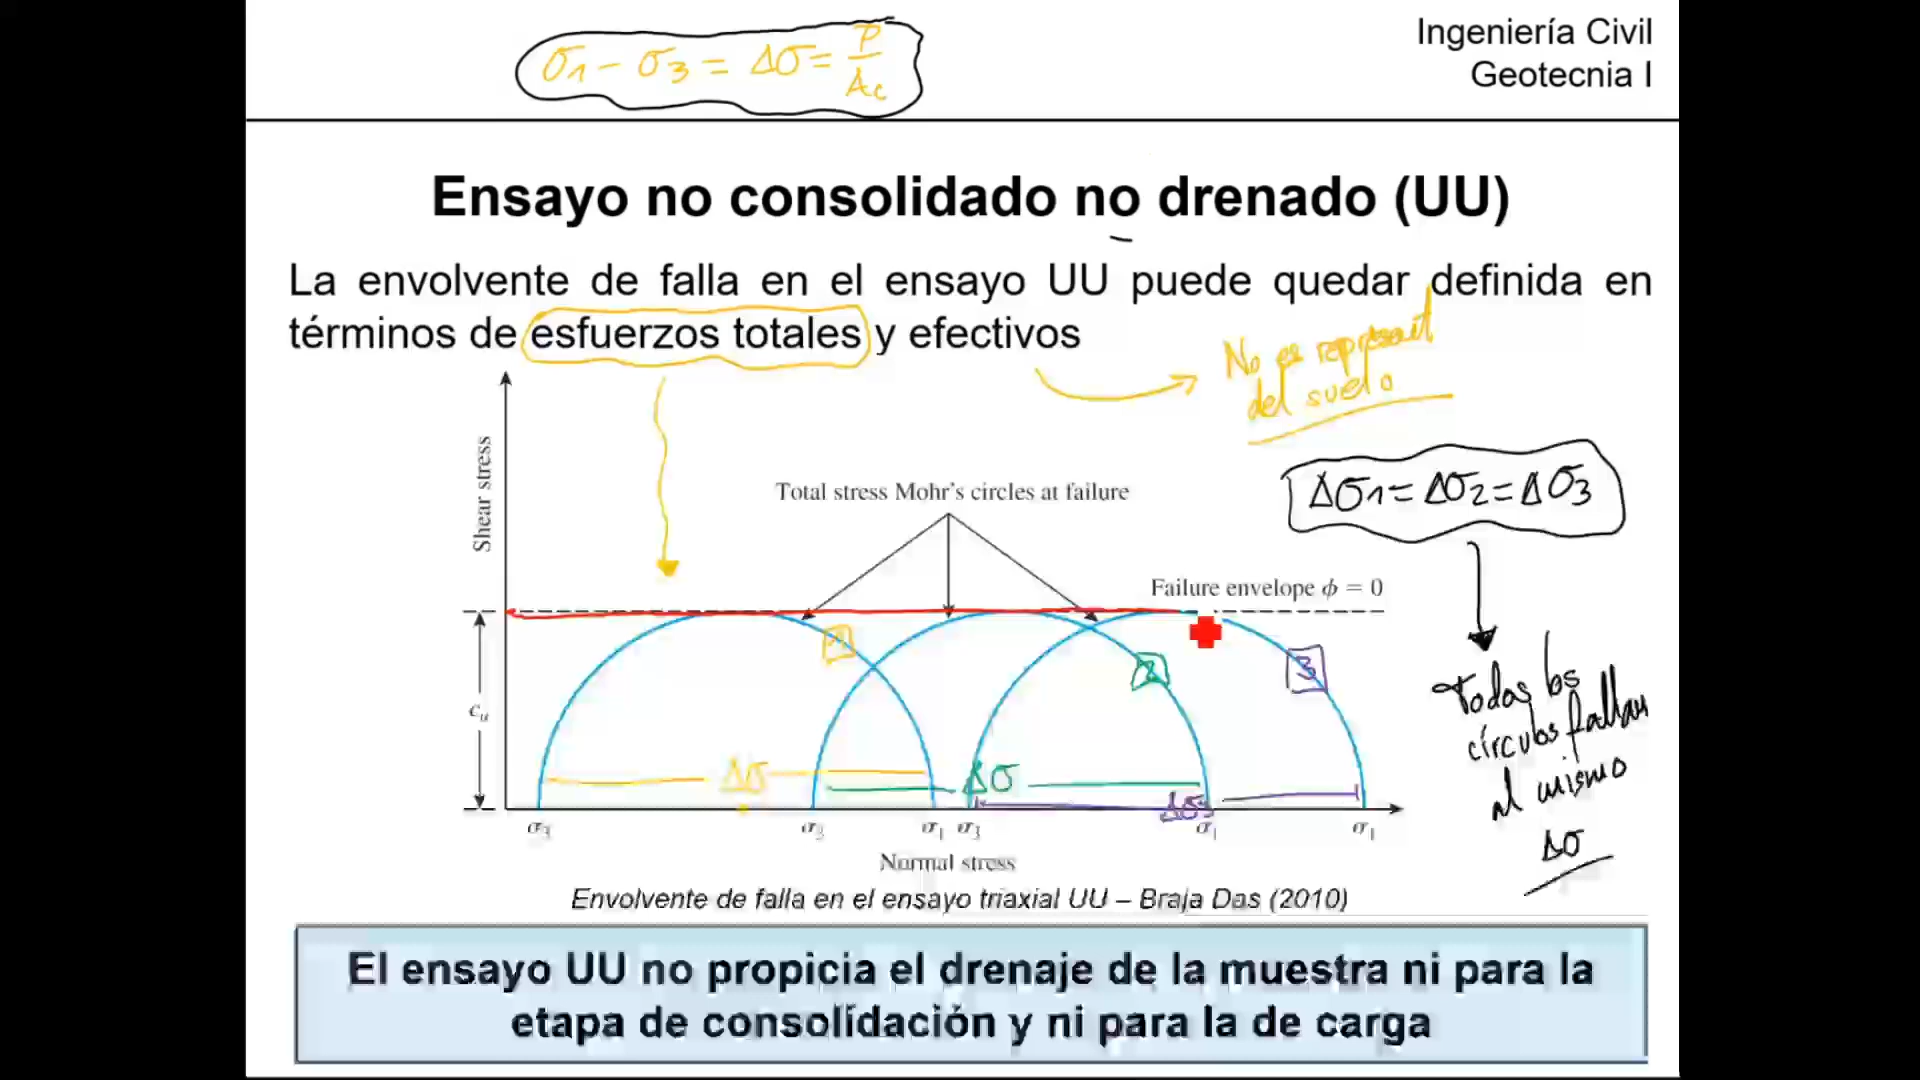 σ1 - σ3 = Δσ = P/Ac
Ingeniería Civil
Geotecnia I
Ensayo no consolidado no drenado (UU)
La envolvente de falla en el ensayo UU puede quedar definida en
términos de esfuerzos totales y efectivos
No es represent
del suelo
Shear stress
Total stress Mohr's circles at failure
Δσ1 = Δσ2 = Δσ3
Failure envelope ϕ = 0
1
2
3
cu
Todos los
círculos fallan
al mismo
Δσ
Δσ
Δσ
Δσ3
σ3
σ3
σ1
σ3
σ1
σ1
Normal stress
Envolvente de falla en el ensayo triaxial UU – Braja Das (2010)
El ensayo UU no propicia el drenaje de la muestra ni para la
etapa de consolidación y ni para la de carga